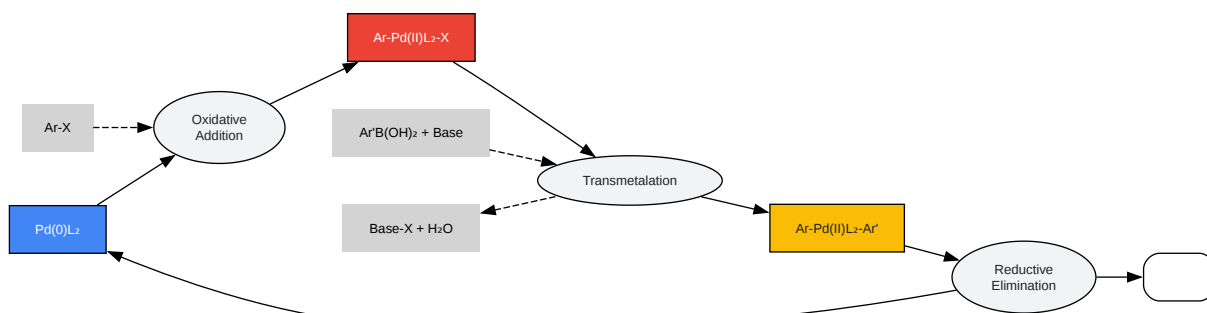 Ar-Pd(II)L₂-X
Oxidative
Addition
Ar-X
Ar'B(OH)₂ + Base
Transmetalation
Pd(0)L₂
Base-X + H₂O
Ar-Pd(II)L₂-Ar'
Reductive
Elimination